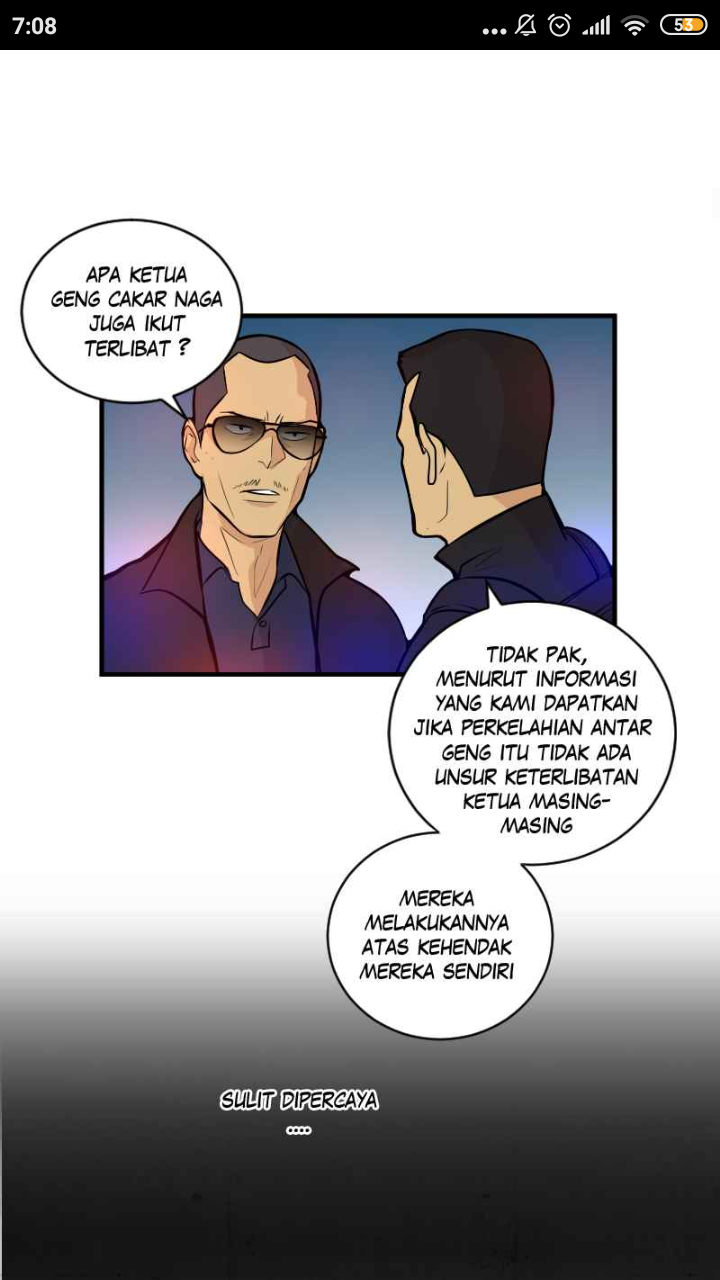 7:08
53
APA KETUA
GENG CAKAR NAGA
JUGA IKUT
TERLIBAT ?
TIDAK PAK,
MENURUT INFORMASI
YANG KAMI DAPATKAN
JIKA PERKELAHIAN ANTAR
GENG ITU TIDAK ADA
UNSUR KETERLIBATAN
KETUA MASING-
MASING
MEREKA
MELAKUKANNYA
ATAS KEHENDAK
MEREKA SENDIRI
SULIT DIPERCAYA
....